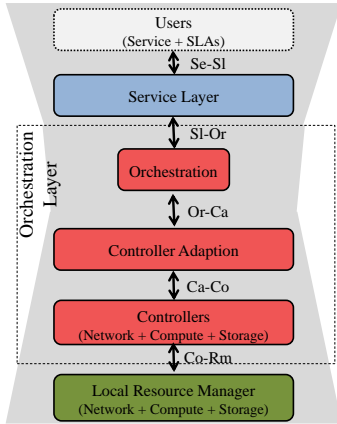 Users
(Service + SLAs)
Se-Sl
Service Layer
Sl-Or
Orchestration
Layer
Orchestration
Or-Ca
Controller Adaption
Ca-Co
Controllers
(Network + Compute + Storage)
Co-Rm
Local Resource Manager
(Network + Compute + Storage)